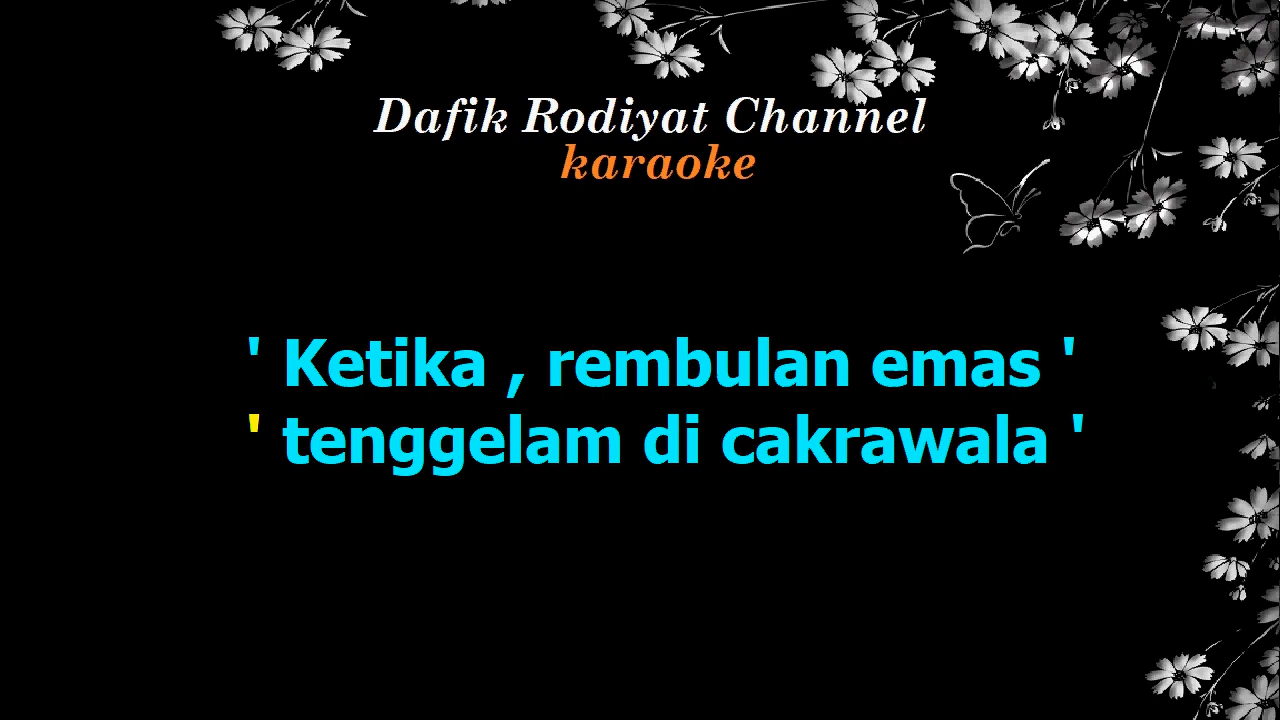 Dafik Rodiyat Channel
karaoke
' Ketika , rembulan emas '
' tenggelam di cakrawala '